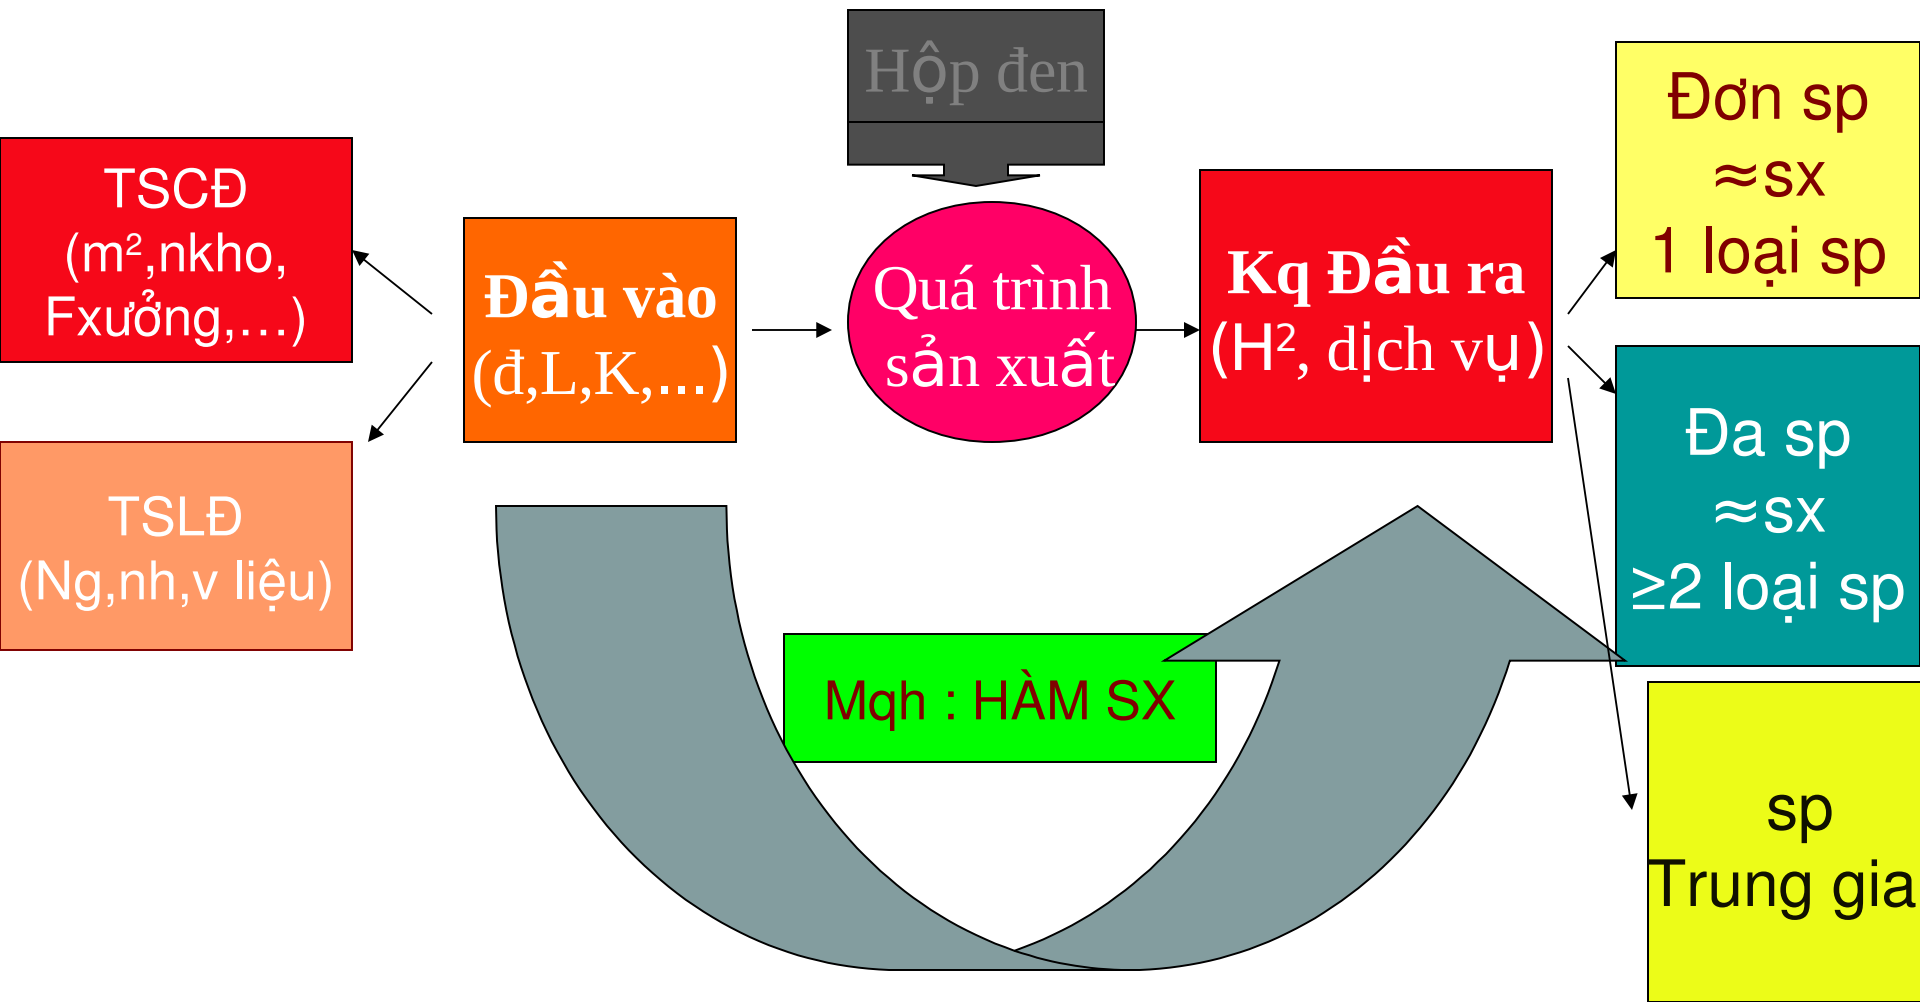 Hộp đen
TSCĐ
(m²,nkho,
Fxưởng,…)
TSLĐ
(Ng,nh,v liệu)
Đầu vào
(đ,L,K,...)
Quá trình
sản xuất
Kq Đầu ra
(H², dịch vụ)
Đơn sp
≈sx
1 loại sp
Đa sp
≈sx
≥2 loại sp
sp
Trung gia
Mqh : HÀM SX